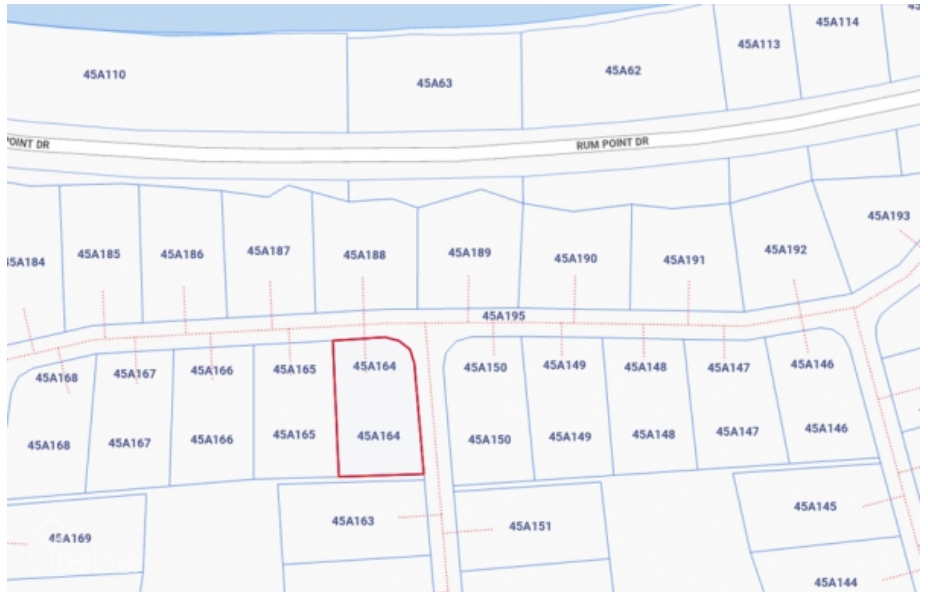 45A114
45A113
45A110
45A63
45A62
POINT DR
RUM POINT DR
45A193
45A184
45A185
45A186
45A187
45A188
45A189
45A190
45A191
45A192
45A195
45A168
45A167
45A166
45A165
45A164
45A150
45A149
45A148
45A147
45A146
45A168
45A167
45A166
45A165
45A164
45A150
45A149
45A148
45A147
45A146
45A169
45A163
45A151
45A145
45A144